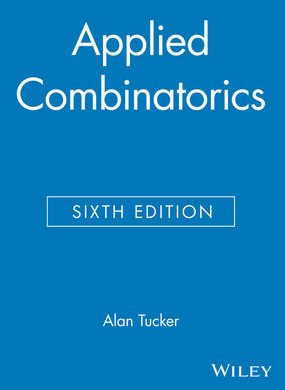 Applied
Combinatorics
SIXTH EDITION
Alan Tucker
WILEY